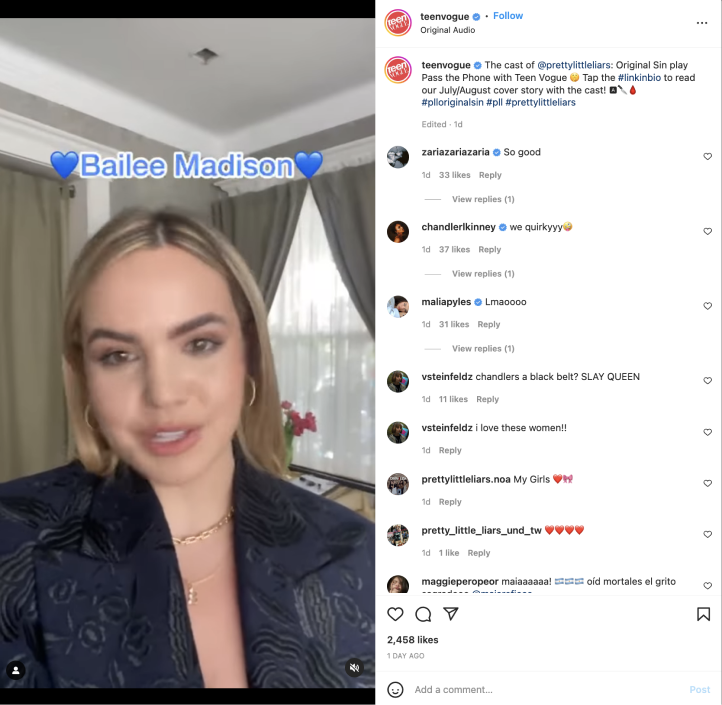 💙Bailee Madison💙
teenvogue • Follow
Original Audio
teenvogue The cast of @prettylittleliars: Original Sin play
Pass the Phone with Teen Vogue 🤭 Tap the #linkinbio to read
our July/August cover story with the cast! 🅰️🔪🩸
#plloriginalsin #pll #prettylittleliars
Edited · 1d
zariazariazaria So good
1d 33 likes Reply
View replies (1)
chandlerlkinney we quirkyyy🤪
1d 37 likes Reply
View replies (1)
maliapyles Lmaoooo
1d 31 likes Reply
View replies (1)
vsteinfeldz chandlers a black belt? SLAY QUEEN
1d 11 likes Reply
vsteinfeldz i love these women!!
1d Reply
prettylittleliars.noa My Girls ❤️🎀
1d Reply
pretty_little_liars_und_tw ❤️❤️❤️❤️
1d 1 like Reply
maggieperopeor maiaaaaaa! 🇦🇷🇦🇷🇦🇷 oíd mortales el grito
2,458 likes
1 DAY AGO
Add a comment...
Post